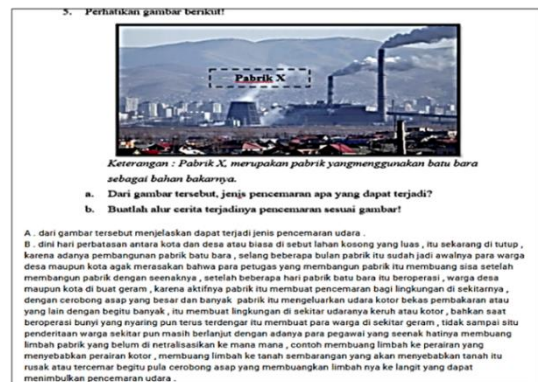 5. Perhatikan gambar berikut!
Pabrik X
Keterangan : Pabrik X, merupakan pabrik yangmenggunakan batu bara
sebagai bahan bakarnya.
a. Dari gambar tersebut, jenis pencemaran apa yang dapat terjadi?
b. Buatlah alur cerita terjadinya pencemaran sesuai gambar!
A . dari gambar tersebut menjelaskan dapat terjadi jenis pencemaran udara .
B . dini hari perbatasan antara kota dan desa atau biasa di sebut lahan kosong yang luas , itu sekarang di tutup ,
karena adanya pembangunan pabrik batu bara , selang beberapa bulan pabrik itu sudah jadi awalnya para warga
desa maupun kota agak merasakan bahwa para petugas yang membangun pabrik itu membuang sisa setelah
membangun pabrik dengan seenaknya , setelah beberapa hari pabrik batu bara itu beroperasi , warga desa
maupun kota di buat geram , karena aktifnya pabrik itu membuat pencemaran bagi lingkungan di sekitarnya ,
dengan cerobong asap yang besar dan banyak pabrik itu mengeluarkan udara kotor bekas pembakaran atau
yang lain dengan begitu banyak , itu membuat lingkungan di sekitar udaranya keruh atau kotor , bahkan saat
beroperasi bunyi yang nyaring pun terus terdengar itu membuat para warga di sekitar geram , tidak sampai situ
penderitaan warga sekitar pun masih berlanjut dengan adanya para pegawai yang seenak hatinya membuang
limbah pabrik yang belum di netralisasikan ke mana mana , contoh membuang limbah ke perairan yang
menyebabkan perairan kotor , membuang limbah ke tanah sembarangan yang akan menyebabkan tanah itu
rusak atau tercemar begitu pula cerobong asap yang membuangkan limbah nya ke langit yang dapat
menimbulkan pencemaran udara .